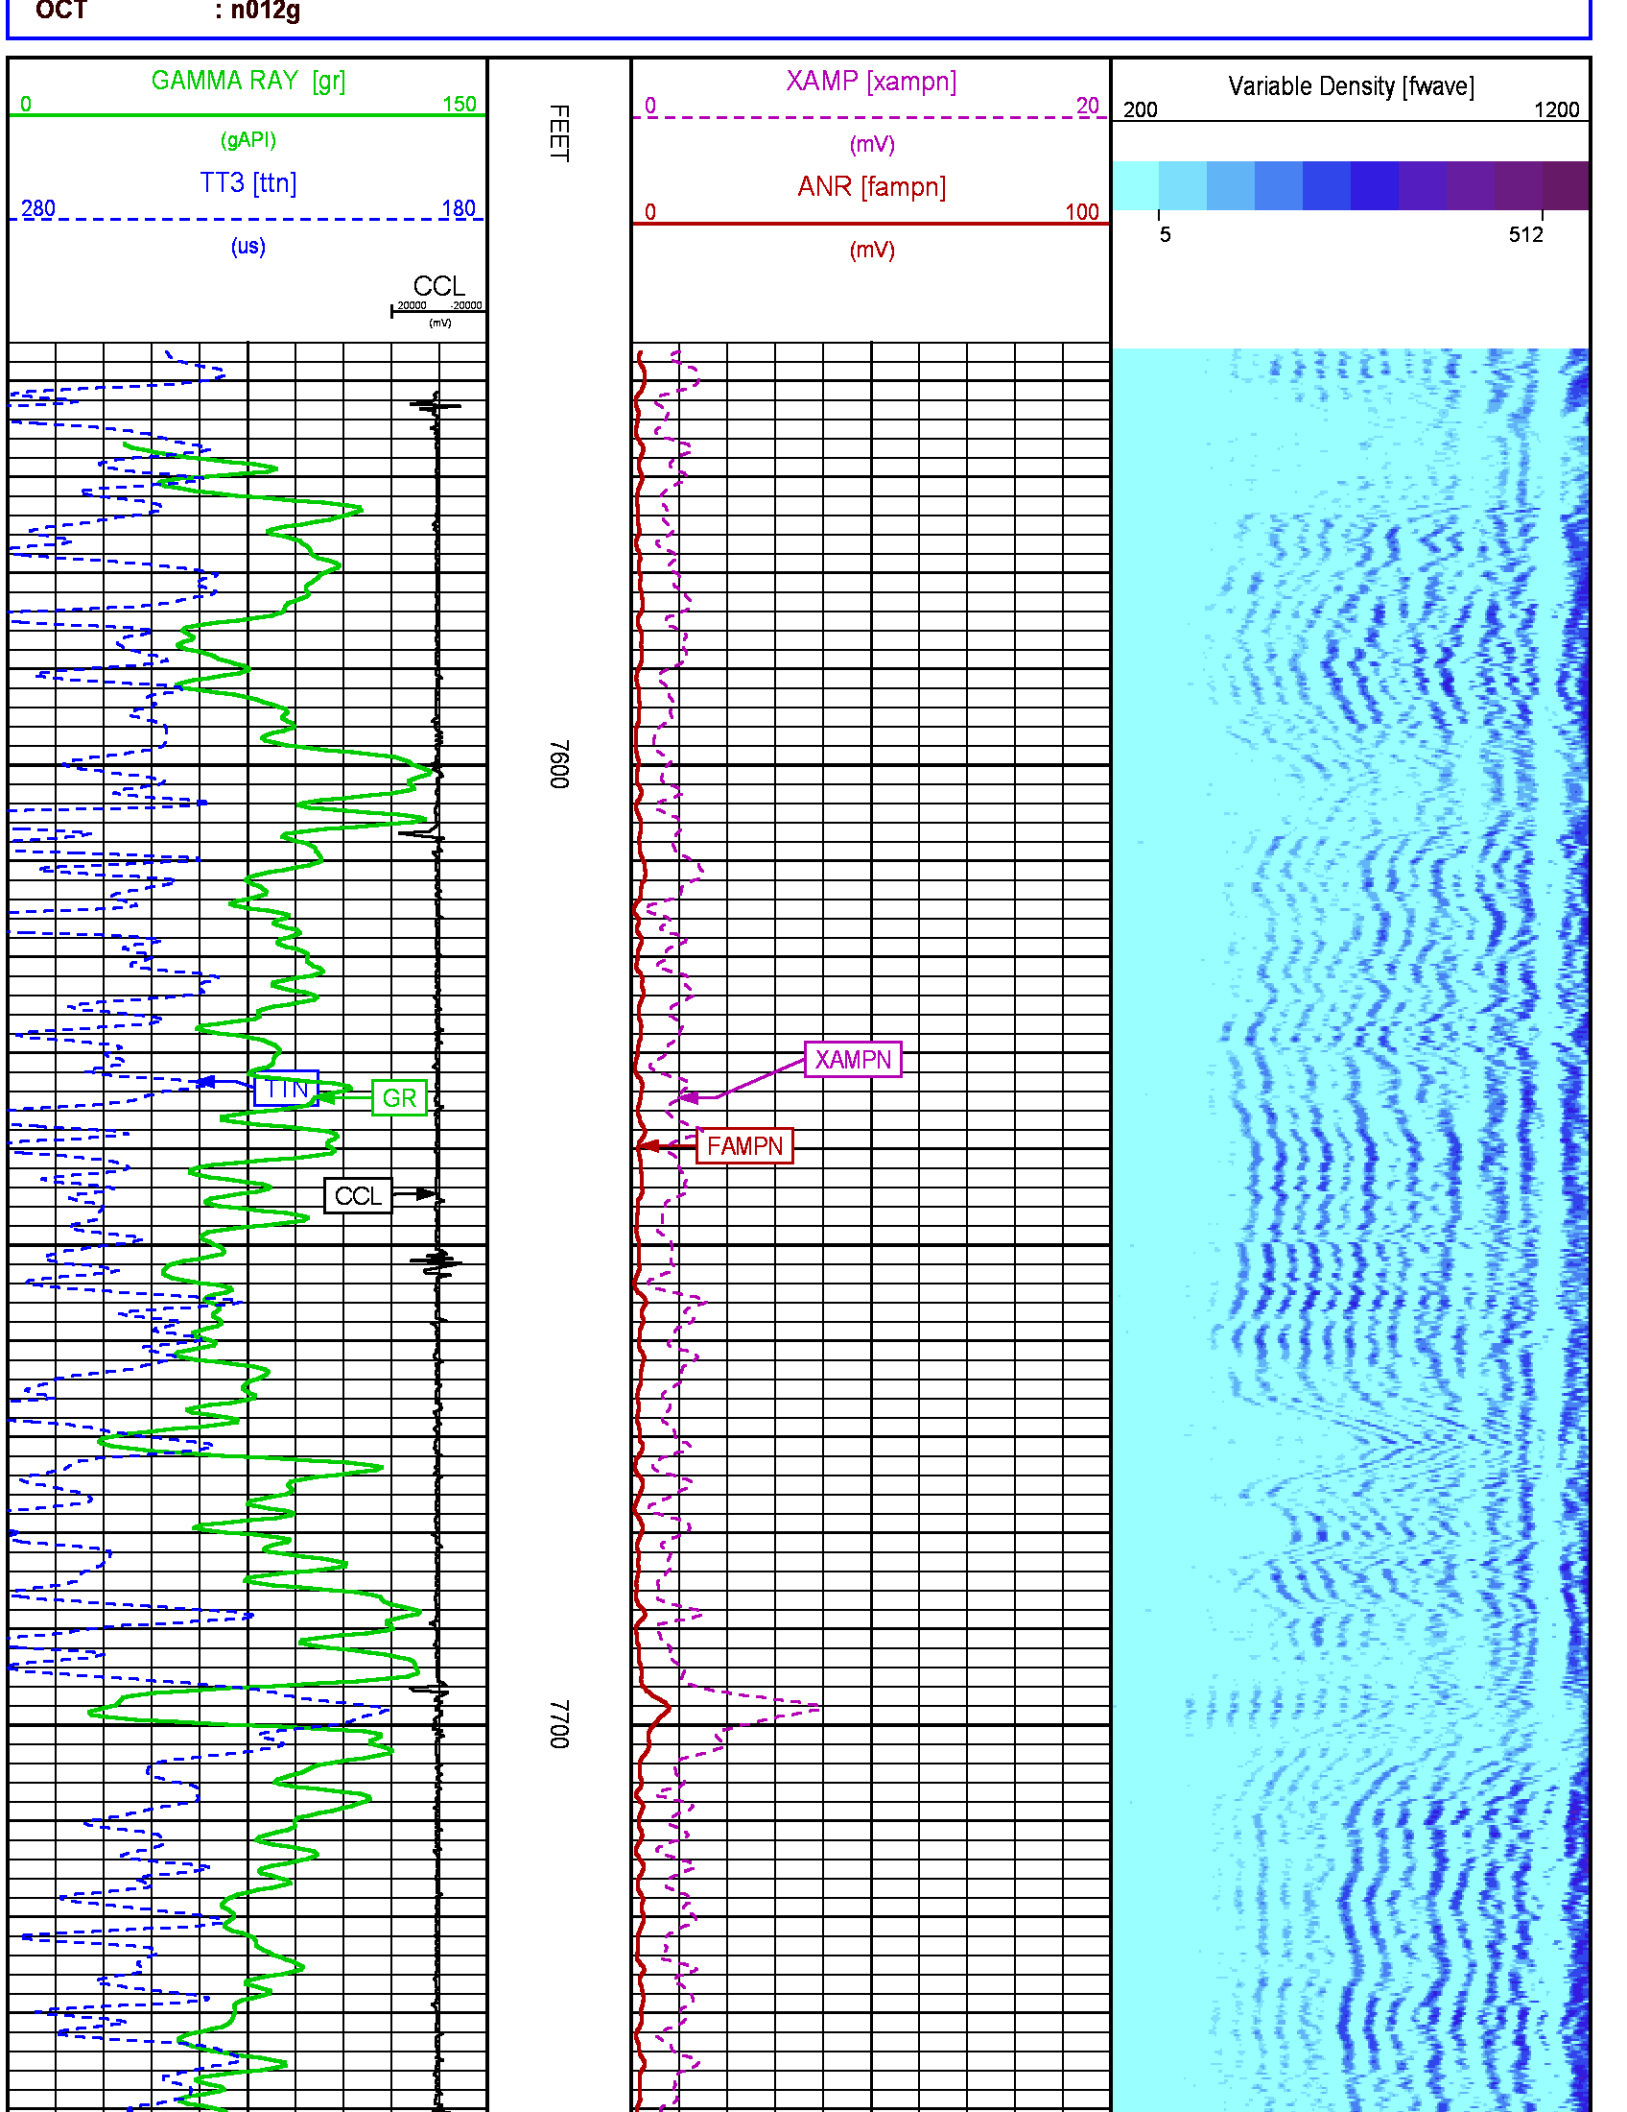 OCT : n012g
GAMMA RAY [gr]
0 150
(gAPI)
TT3 [ttn]
280 180
(us)
CCL
20000 -20000
(mV)
FEET
XAMP [xampn]
0 20
(mV)
ANR [fampn]
0 100
(mV)
Variable Density [fwave]
200 1200
5 512
7600
XAMPN
TTN
GR
FAMPN
CCL
7700